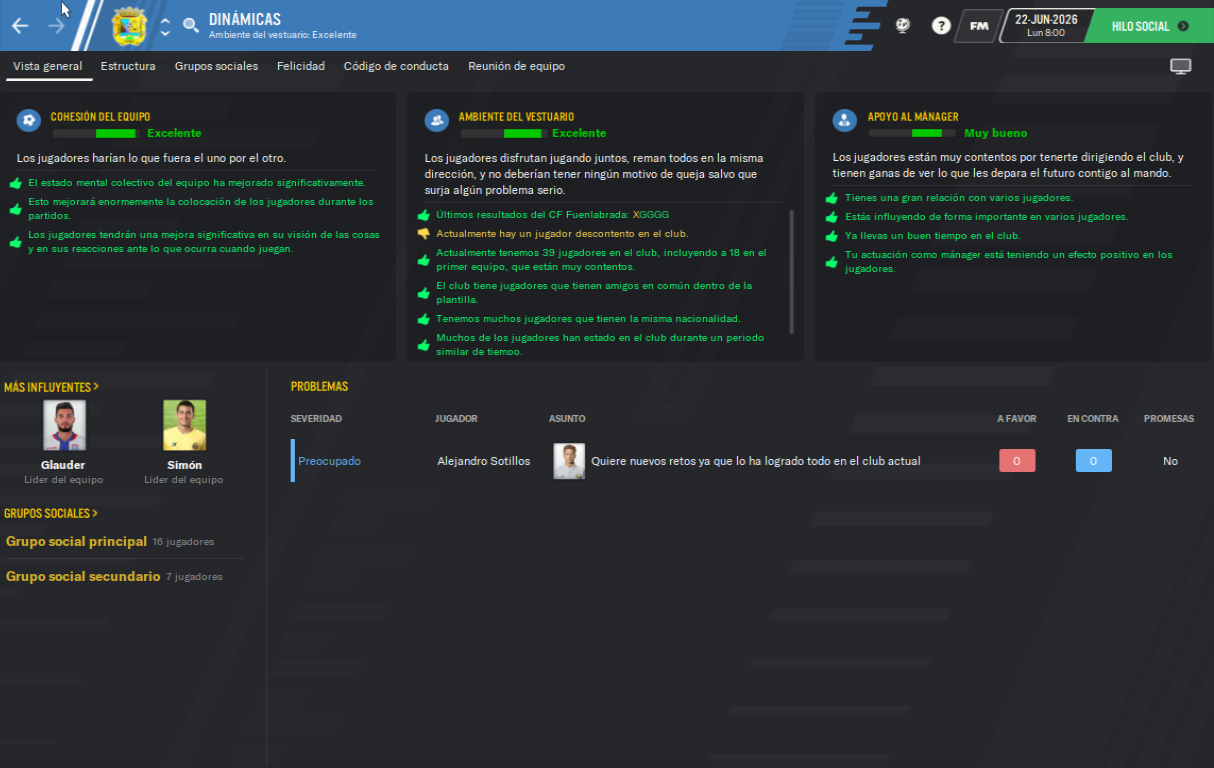 DINÁMICAS
Ambiente del vestuario: Excelente
?
FM
22-JUN-2026
Lun 8:00
HILO SOCIAL
Vista general
Estructura
Grupos sociales
Felicidad
Código de conducta
Reunión de equipo
COHESIÓN DEL EQUIPO
Excelente
Los jugadores harían lo que fuera el uno por el otro.
El estado mental colectivo del equipo ha mejorado significativamente.
Esto mejorará enormemente la colocación de los jugadores durante los
partidos.
Los jugadores tendrán una mejora significativa en su visión de las cosas
y en sus reacciones ante lo que ocurra cuando juegan.
AMBIENTE DEL VESTUARIO
Excelente
Los jugadores disfrutan jugando juntos, reman todos en la misma
dirección, y no deberían tener ningún motivo de queja salvo que
surja algún problema serio.
Últimos resultados del CF Fuenlabrada: XGGGG
Actualmente hay un jugador descontento en el club.
Actualmente tenemos 39 jugadores en el club, incluyendo a 18 en el
primer equipo, que están muy contentos.
El club tiene jugadores que tienen amigos en común dentro de la
plantilla.
Tenemos muchos jugadores que tienen la misma nacionalidad.
Muchos de los jugadores han estado en el club durante un periodo
similar de tiempo.
APOYO AL MÁNAGER
Muy bueno
Los jugadores están muy contentos por tenerte dirigiendo el club, y
tienen ganas de ver lo que les depara el futuro contigo al mando.
Tienes una gran relación con varios jugadores.
Estás influyendo de forma importante en varios jugadores.
Ya llevas un buen tiempo en el club.
Tu actuación como mánager está teniendo un efecto positivo en los
jugadores.
MÁS INFLUYENTES >
Glauder
Líder del equipo
Simón
Líder del equipo
GRUPOS SOCIALES >
Grupo social principal 16 jugadores
Grupo social secundario 7 jugadores
PROBLEMAS
SEVERIDAD
JUGADOR
ASUNTO
A FAVOR
EN CONTRA
PROMESAS
Preocupado
Alejandro Sotillos
Quiere nuevos retos ya que lo ha logrado todo en el club actual
0
0
No